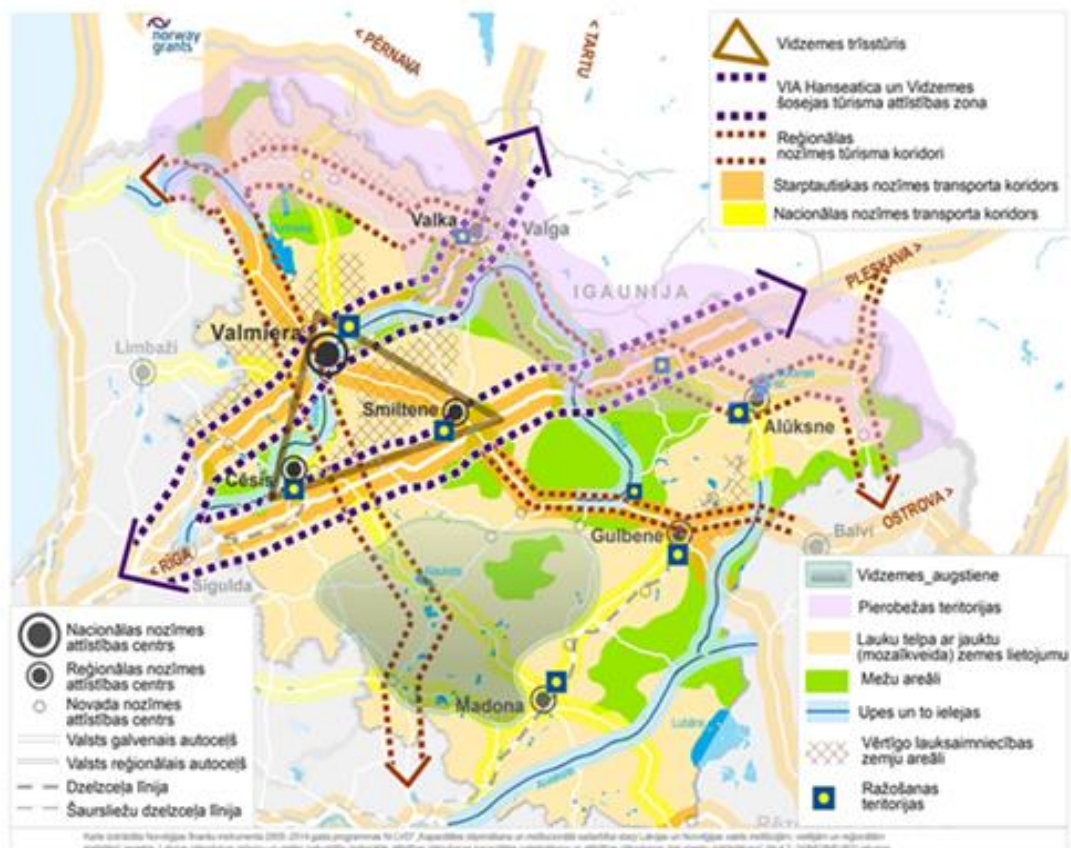 norway
grants
< PĒRNAVA
< TARTU
Vidzemes trīsstūris
VIA Hanseatica un Vidzemes
šosejas tūrisma attīstības zona
Reģionālas
nozīmes tūrisma koridori
Starptautiskas nozīmes transporta koridors
Nacionālas nozīmes transporta koridors
Valka
Valga
PLESKAVA >
IGAUNIJA
Valmiera
Limbaži
Smiltene
Alūksne
Cēsis
OSTROVA >
Gulbene
Balvi
< RĪGA
Sigulda
Madona
Lubāns
Nacionālas nozīmes
attīstības centrs
Reģionālas nozīmes
attīstības centrs
Novada nozīmes
attīstības centrs
Valsts galvenais autoceļš
Valsts reģionālais autoceļš
Dzelzceļa līnija
Šaursliežu dzelzceļa līnija
Vidzemes_augstiene
Pierobežas teritorijas
Lauku telpa ar jauktu
(mozaīkveida) zemes lietojumu
Mežu areāli
Upes un to ielejas
Vērtīgo lauksaimniecības
zemju areāli
Ražošanas
teritorijas